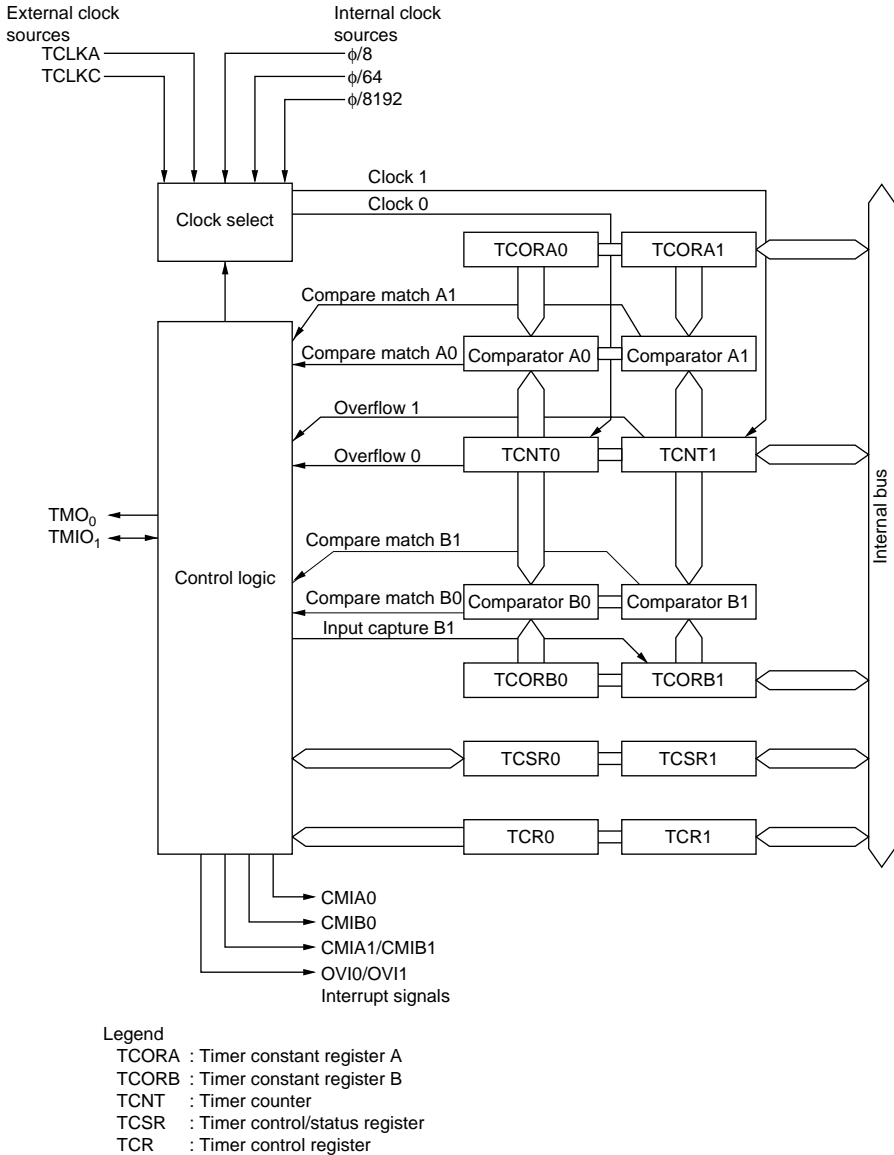 External clock
sources
TCLKA
TCLKC
Internal clock
sources
ϕ/8
ϕ/64
ϕ/8192
Clock select
Clock 1
Clock 0
TCORA0
TCORA1
Compare match A1
Compare match A0
Comparator A0
Comparator A1
Overflow 1
Overflow 0
TCNT0
TCNT1
TMO0
TMIO1
Control logic
Internal bus
Compare match B1
Compare match B0
Comparator B0
Comparator B1
Input capture B1
TCORB0
TCORB1
TCSR0
TCSR1
TCR0
TCR1
CMIA0
CMIB0
CMIA1/CMIB1
OVI0/OVI1
Interrupt signals
Legend
TCORA : Timer constant register A
TCORB : Timer constant register B
TCNT : Timer counter
TCSR : Timer control/status register
TCR : Timer control register